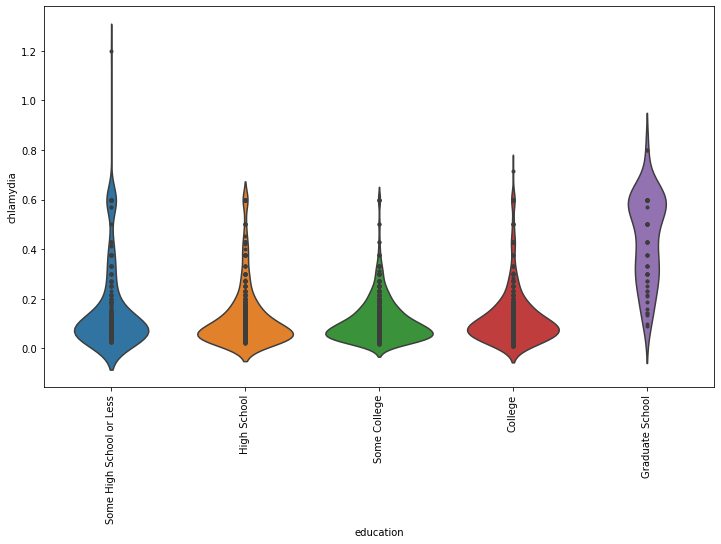 1.2
1.0
0.8
0.6
0.4
0.2
0.0
chlamydia
Some High School or Less
High School
Some College
College
Graduate School
education